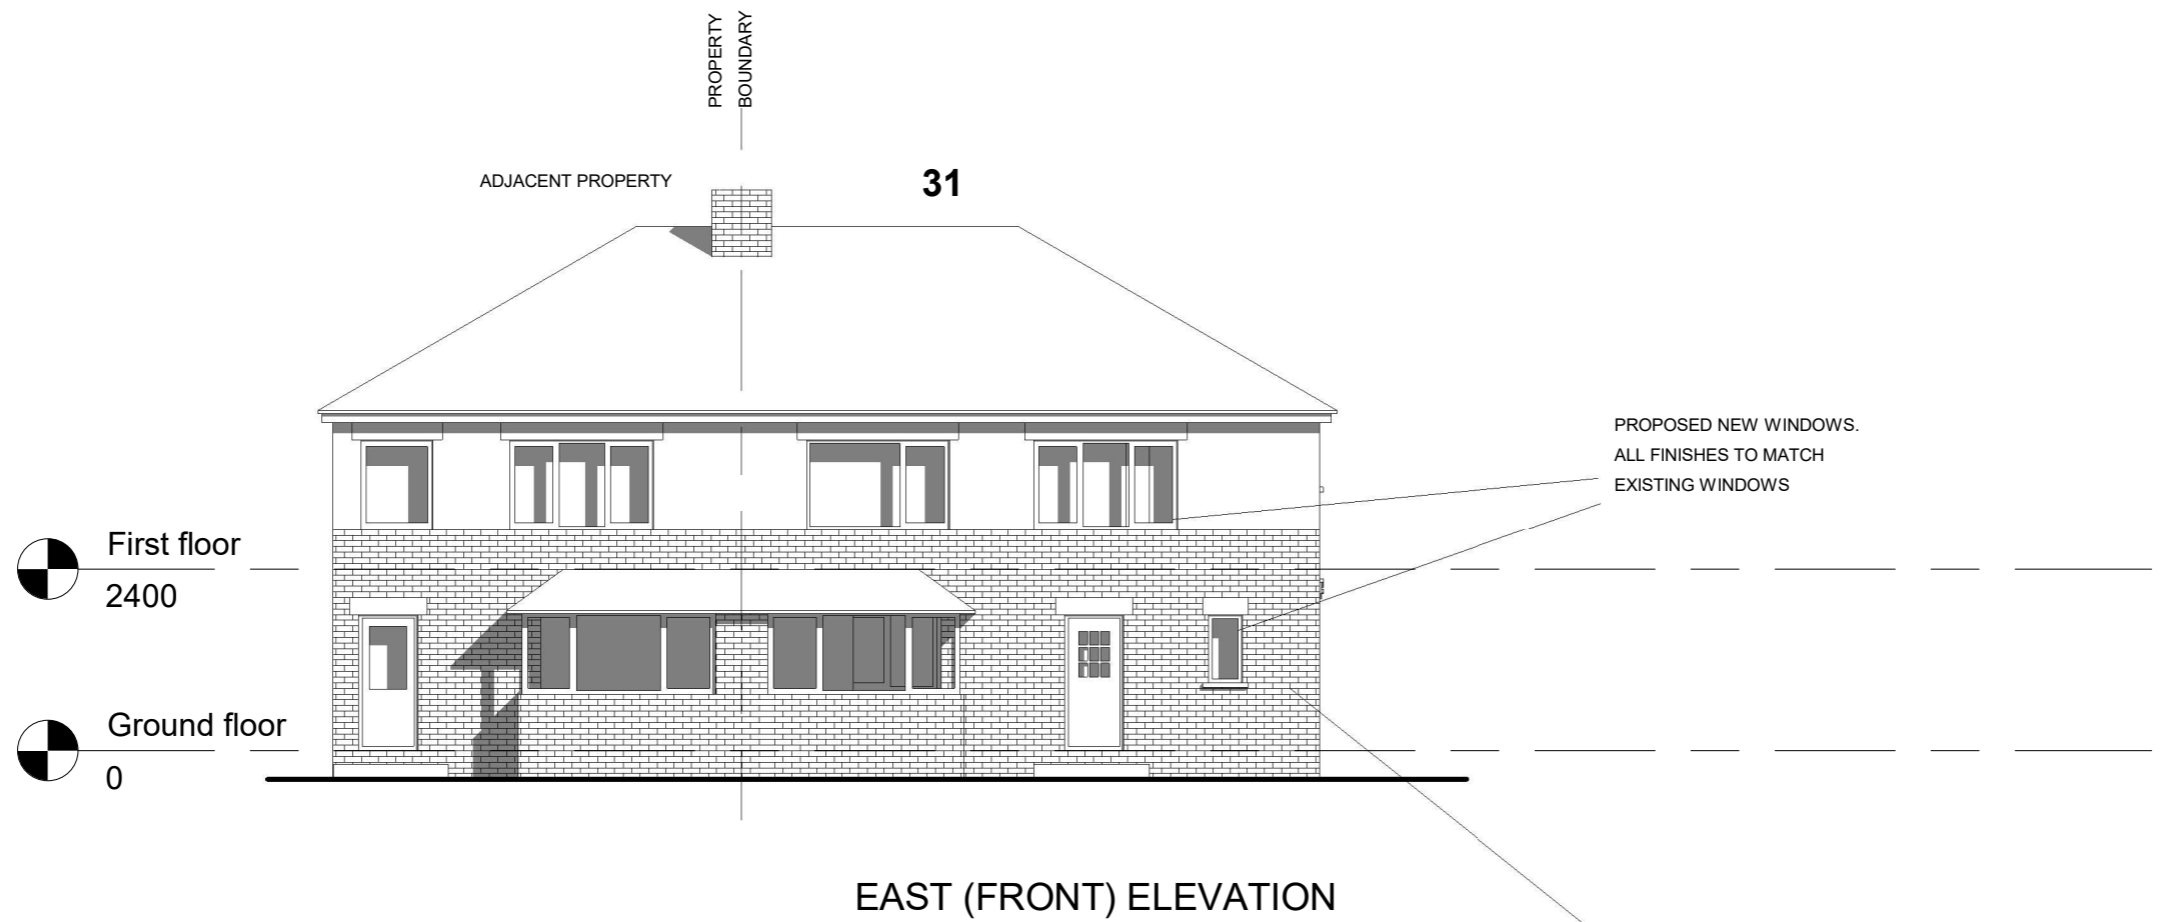 PROPERTY
BOUNDARY
ADJACENT PROPERTY
31
PROPOSED NEW WINDOWS.
ALL FINISHES TO MATCH
EXISTING WINDOWS
First floor
2400
Ground floor
0
EAST (FRONT) ELEVATION